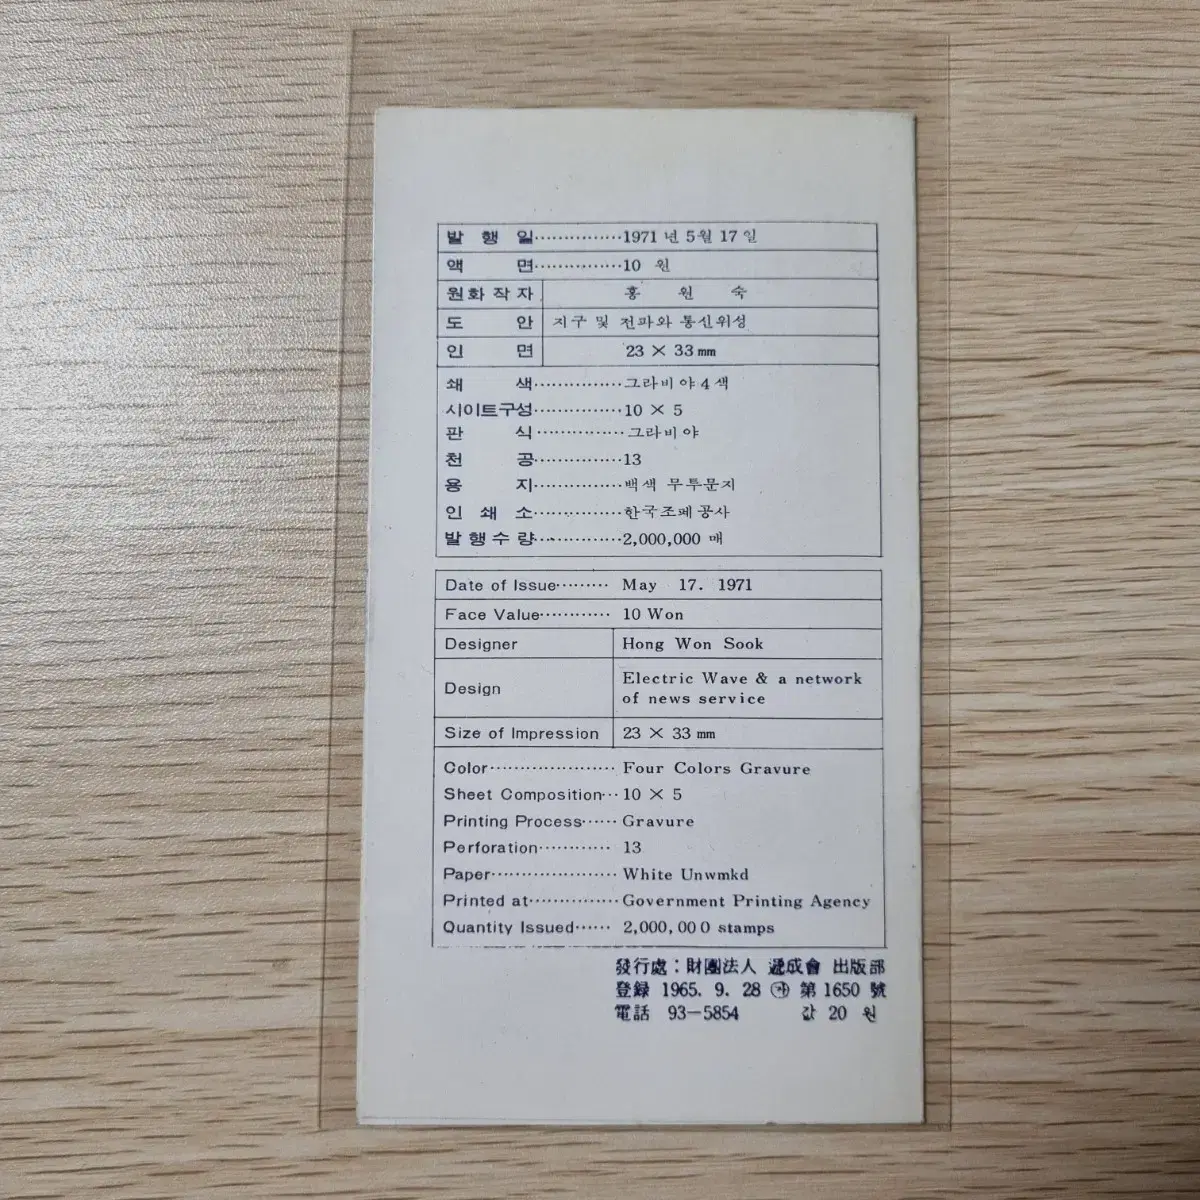 발 행 일················1971 년 5월 17 일
액 면················10 원
원화 작 자 홍 원 숙
도 안 지구 및 전파와 통신위성
인 면 23 × 33 mm
쇄 색················그라비야 4 색
시이트구성················10 × 5
판 식················그라비야
천 공················13
용 지················백색 무투문지
인 쇄 소················한국조폐공사
발 행 수 량················2,000,000 매
Date of Issue········· May 17. 1971
Face Value············ 10 Won
Designer Hong Won Sook
Design Electric Wave & a network
of news service
Size of Impression 23 × 33 mm
Color····················· Four Colors Gravure
Sheet Composition··· 10 × 5
Printing Process······ Gravure
Perforation············ 13
Paper····················· White Unwmkd
Printed at··············· Government Printing Agency
Quantity Issued······ 2,000,000 stamps
發行處 : 財團法人 遞成會 出版部
登録 1965. 9. 28 ㉮ 第 1650 號
電話 93－5854 값 20 원